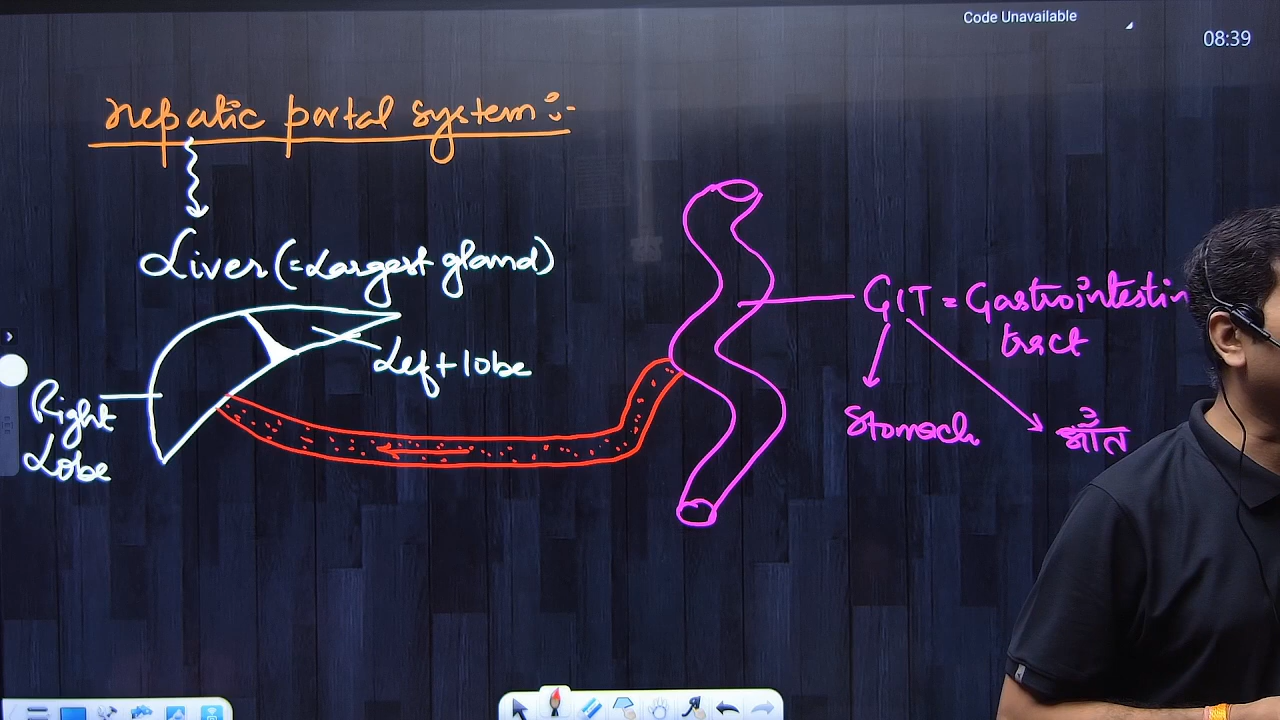 Code Unavailable
08:39
Hepatic portal system :-
Liver (=Largest gland)
Left lobe
Right
Lobe
GIT = Gastrointestin
tract
Stomach
आँत